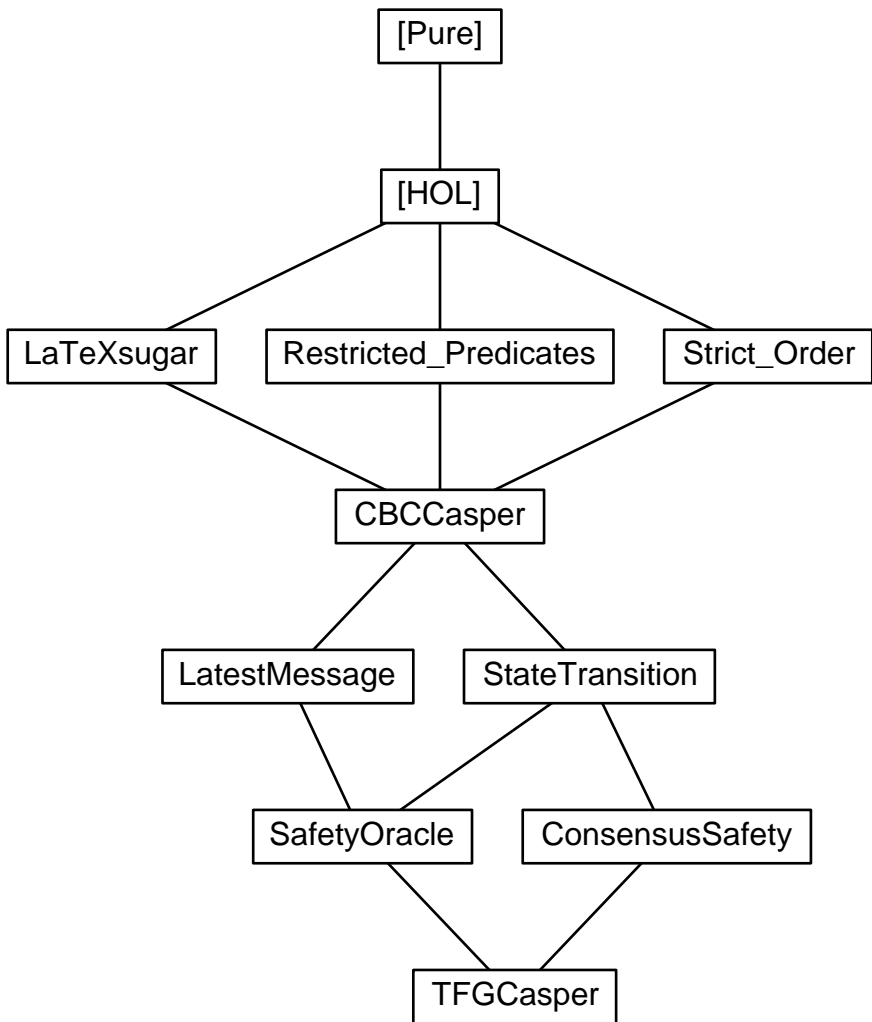 [Pure]
[HOL]
LaTeXsugar
Restricted_Predicates
Strict_Order
CBCCasper
LatestMessage
StateTransition
SafetyOracle
ConsensusSafety
TFGCasper